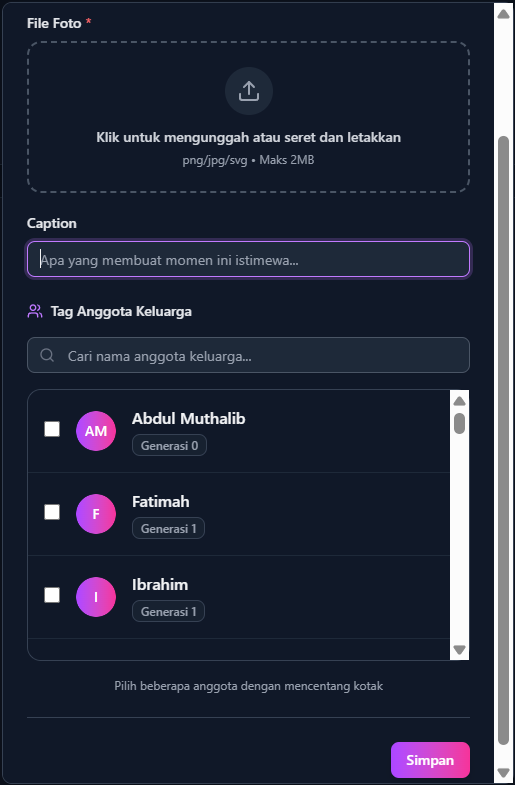 File Foto *
Klik untuk mengunggah atau seret dan letakkan
png/jpg/svg • Maks 2MB
Caption
Apa yang membuat momen ini istimewa...
Tag Anggota Keluarga
Cari nama anggota keluarga...
AM
Abdul Muthalib
Generasi 0
F
Fatimah
Generasi 1
I
Ibrahim
Generasi 1
Pilih beberapa anggota dengan mencentang kotak
Simpan